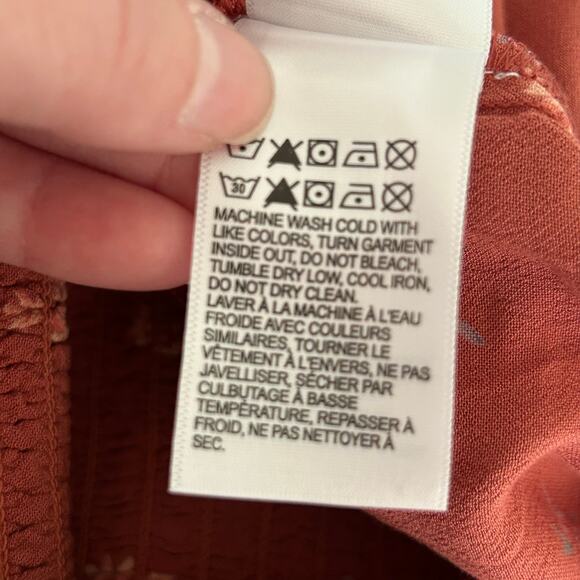 30
MACHINE WASH COLD WITH
LIKE COLORS, TURN GARMENT
INSIDE OUT, DO NOT BLEACH,
TUMBLE DRY LOW, COOL IRON,
DO NOT DRY CLEAN.
LAVER À LA MACHINE À L'EAU
FROIDE AVEC COULEURS
SIMILAIRES, TOURNER LE
VÊTEMENT À L'ENVERS, NE PAS
JAVELLISER, SÉCHER PAR
CULBUTAGE À BASSE
TEMPÉRATURE, REPASSER À
FROID, NE PAS NETTOYER À
SEC.